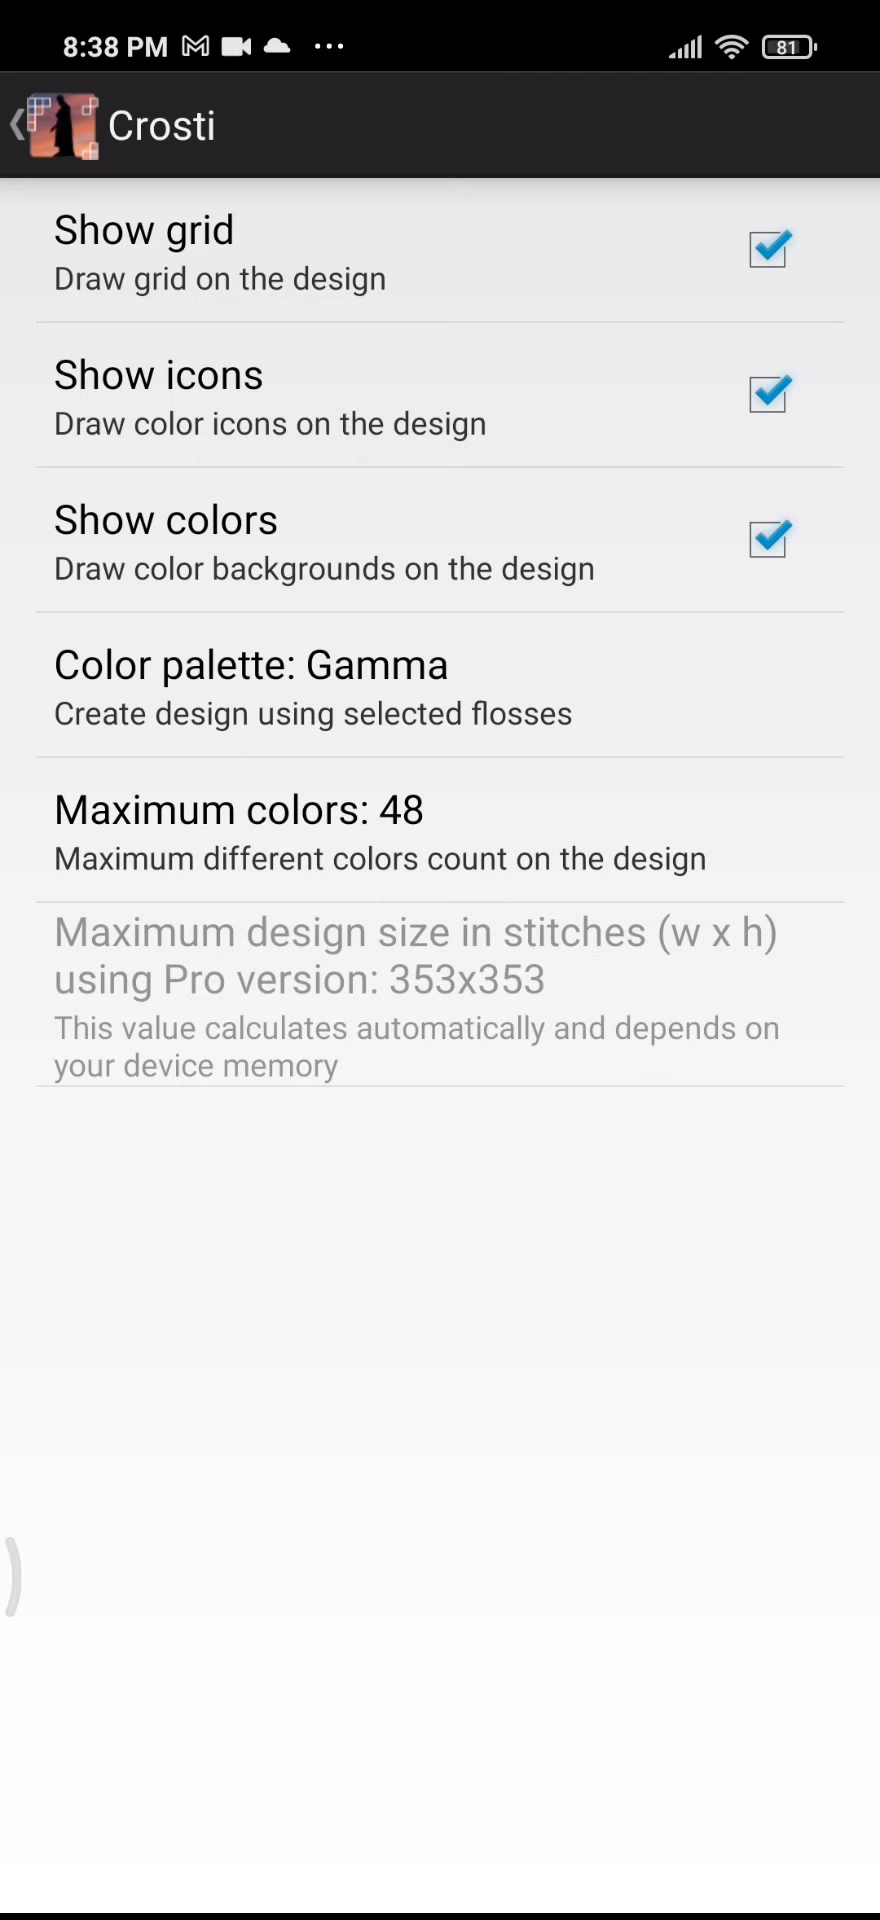 8:38 PM
81
Crosti
Show grid
Draw grid on the design
Show icons
Draw color icons on the design
Show colors
Draw color backgrounds on the design
Color palette: Gamma
Create design using selected flosses
Maximum colors: 48
Maximum different colors count on the design
Maximum design size in stitches (w x h)
using Pro version: 353x353
This value calculates automatically and depends on
your device memory